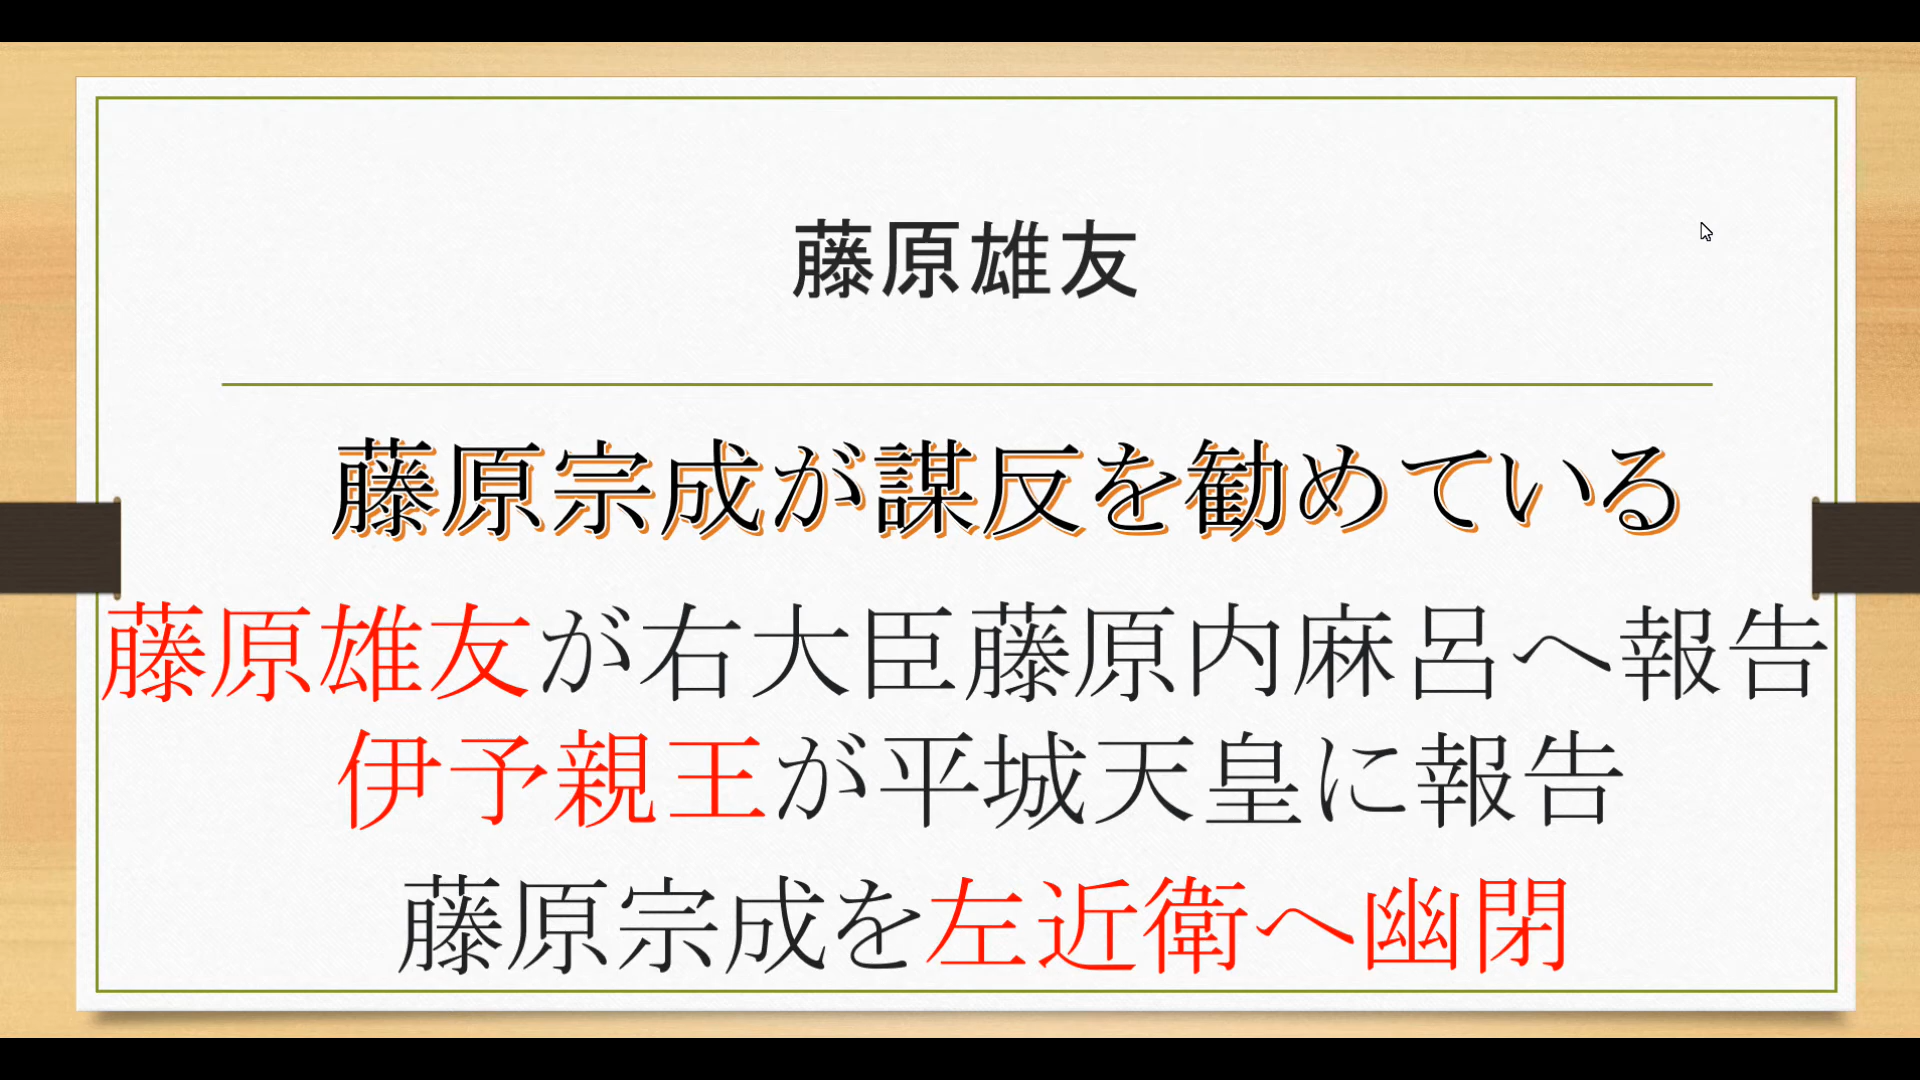 藤原雄友
藤原宗成が謀反を勧めている
藤原雄友が右大臣藤原内麻呂へ報告
伊予親王が平城天皇に報告
藤原宗成を左近衛へ幽閉